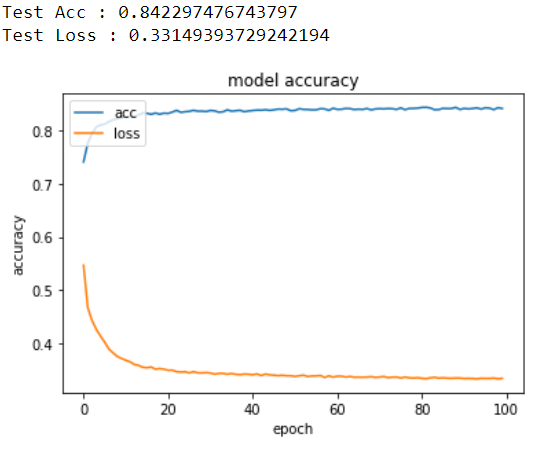 Test Acc : 0.842297476743797
Test Loss : 0.33149393729242194
model accuracy
acc
loss
accuracy
0.8
0.7
0.6
0.5
0.4
0 20 40 60 80 100
epoch